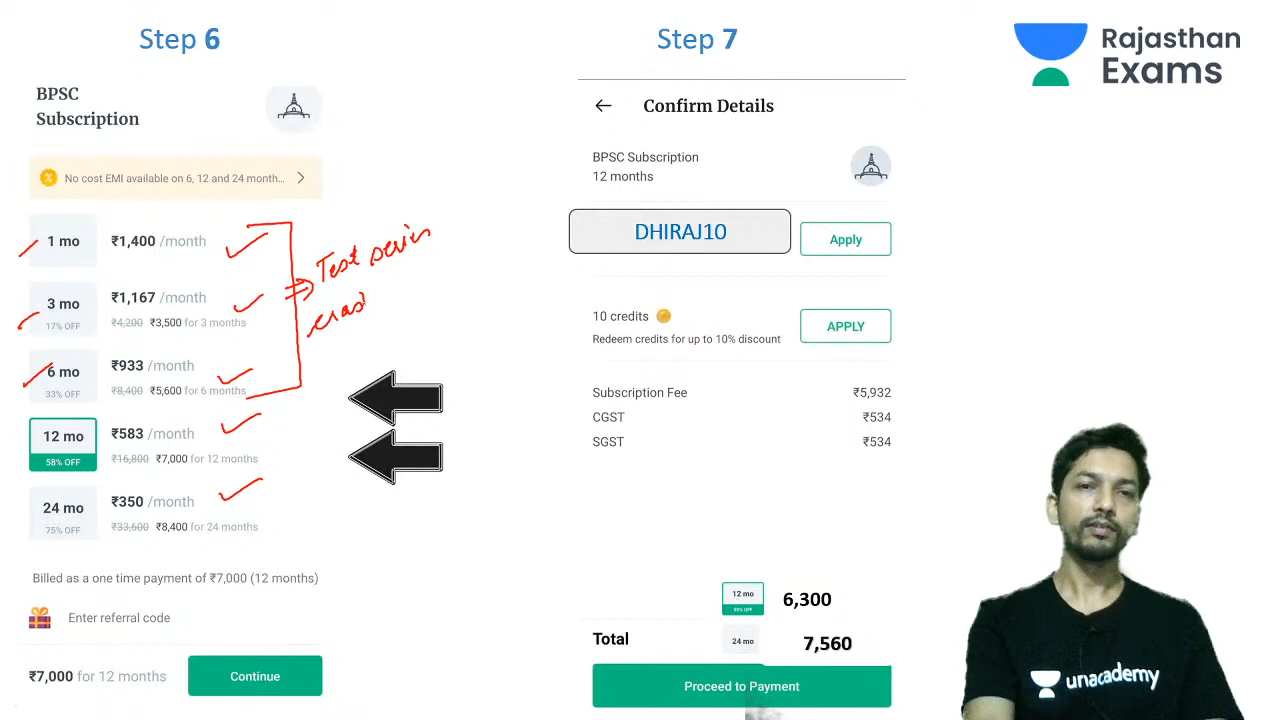 Step 6
BPSC
Subscription
No cost EMI available on 6, 12 and 24 month...
1 mo
₹1,400 /month
3 mo
17% OFF
₹1,167 /month
₹4,200 ₹3,500 for 3 months
6 mo
33% OFF
₹933 /month
₹8,400 ₹5,600 for 6 months
12 mo
58% OFF
₹583 /month
₹16,800 ₹7,000 for 12 months
24 mo
75% OFF
₹350 /month
₹33,600 ₹8,400 for 24 months
Test series
Billed as a one time payment of ₹7,000 (12 months)
Enter referral code
₹7,000 for 12 months
Continue
Step 7
Confirm Details
BPSC Subscription
12 months
DHIRAJ10
Apply
10 credits
Redeem credits for up to 10% discount
APPLY
Subscription Fee ₹5,932
CGST ₹534
SGST ₹534
12 mo
6,300
Total
24 mo
7,560
Proceed to Payment
Rajasthan
Exams
unacademy